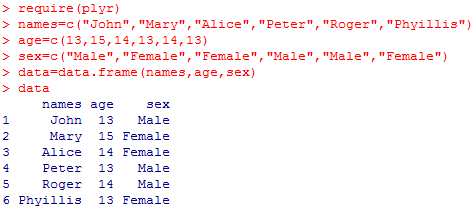 > require(plyr)
> names=c("John","Mary","Alice","Peter","Roger","Phyillis")
> age=c(13,15,14,13,14,13)
> sex=c("Male","Female","Female","Male","Male","Female")
> data=data.frame(names,age,sex)
> data
     names age    sex
1     John  13   Male
2     Mary  15 Female
3    Alice  14 Female
4    Peter  13   Male
5    Roger  14   Male
6 Phyillis  13 Female